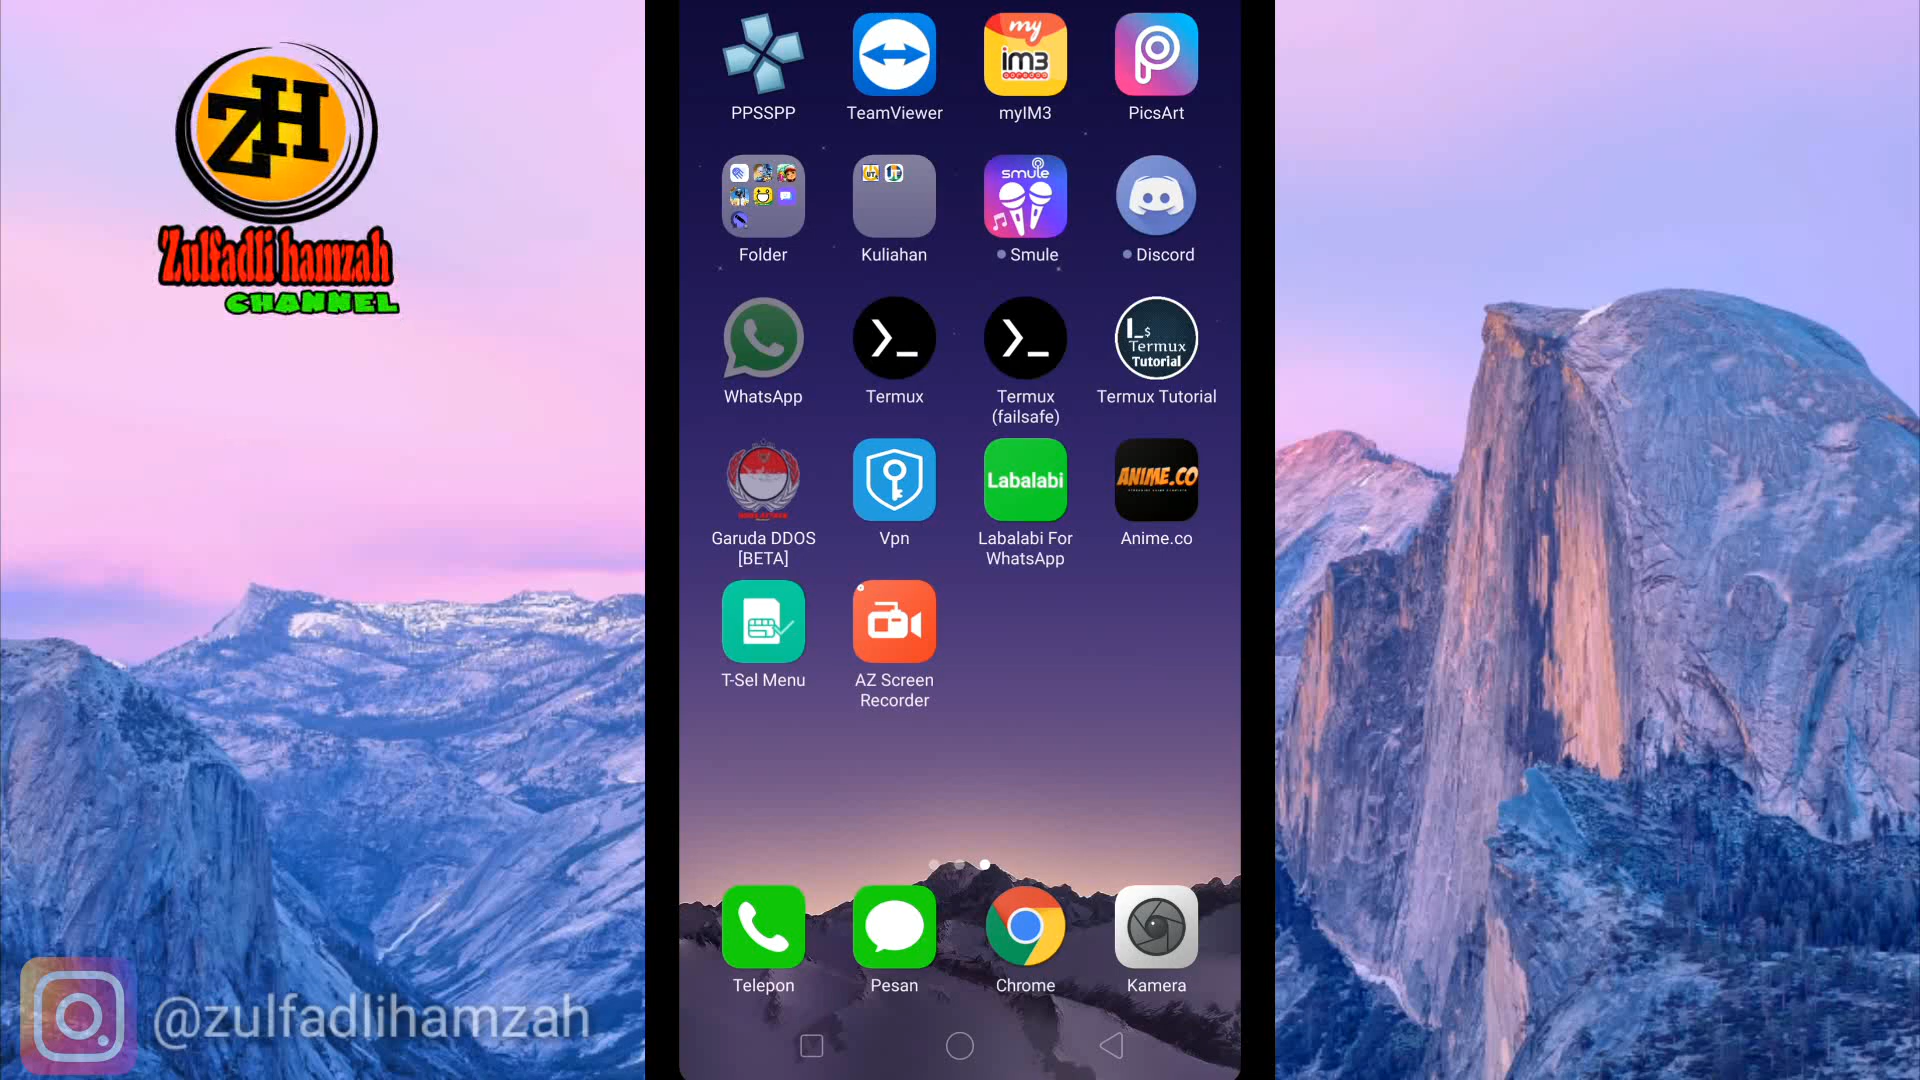 ZH
Zulfadli hamzah
CHANNEL
my
im3
ooredoo
PPSSPP
TeamViewer
myIM3
PicsArt
smule
Folder
Kuliahan
Smule
Discord
$
Termux
Tutorial
WhatsApp
Termux
Termux
(failsafe)
Termux Tutorial
Labalabi
ANIME.CO
Garuda DDOS
[BETA]
Vpn
Labalabi For
WhatsApp
Anime.co
T-Sel Menu
AZ Screen
Recorder
Telepon
Pesan
Chrome
Kamera
@zulfadlihamzah